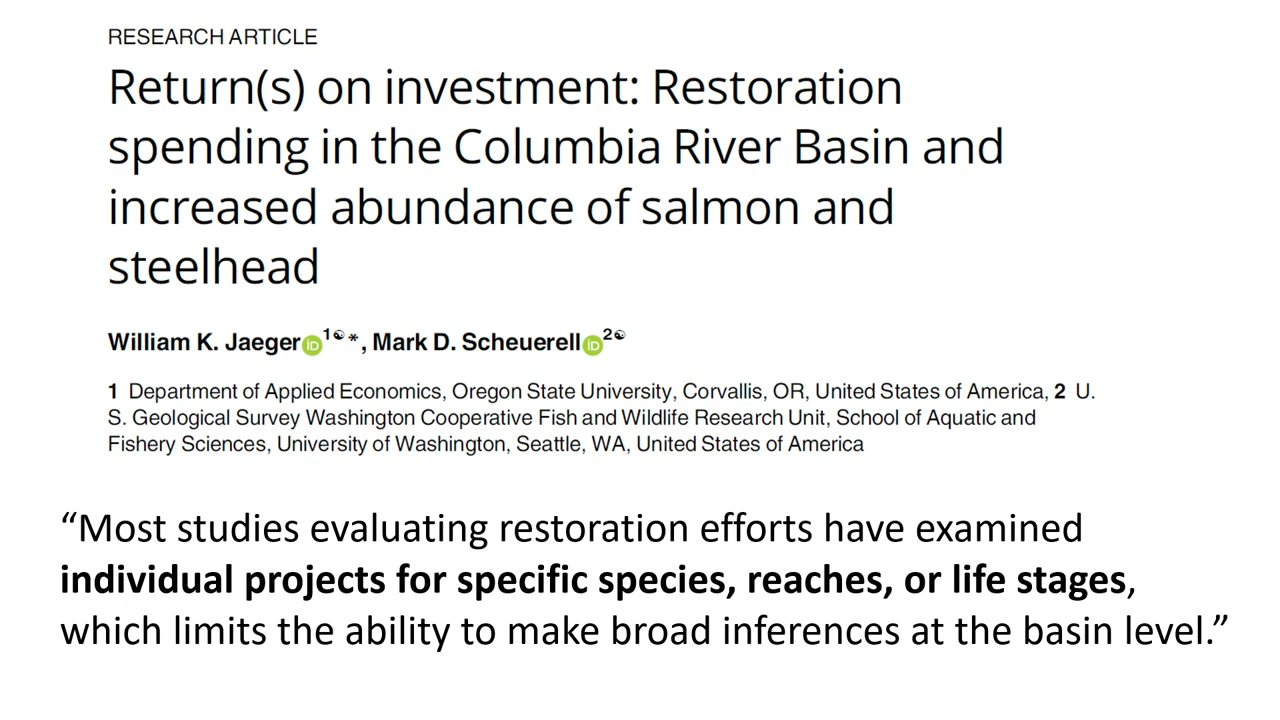 RESEARCH ARTICLE
Return(s) on investment: Restoration
spending in the Columbia River Basin and
increased abundance of salmon and
steelhead
William K. Jaeger iD 1☯*, Mark D. Scheuerell iD 2☯
1 Department of Applied Economics, Oregon State University, Corvallis, OR, United States of America, 2 U.
S. Geological Survey Washington Cooperative Fish and Wildlife Research Unit, School of Aquatic and
Fishery Sciences, University of Washington, Seattle, WA, United States of America
“Most studies evaluating restoration efforts have examined
individual projects for specific species, reaches, or life stages,
which limits the ability to make broad inferences at the basin level.”